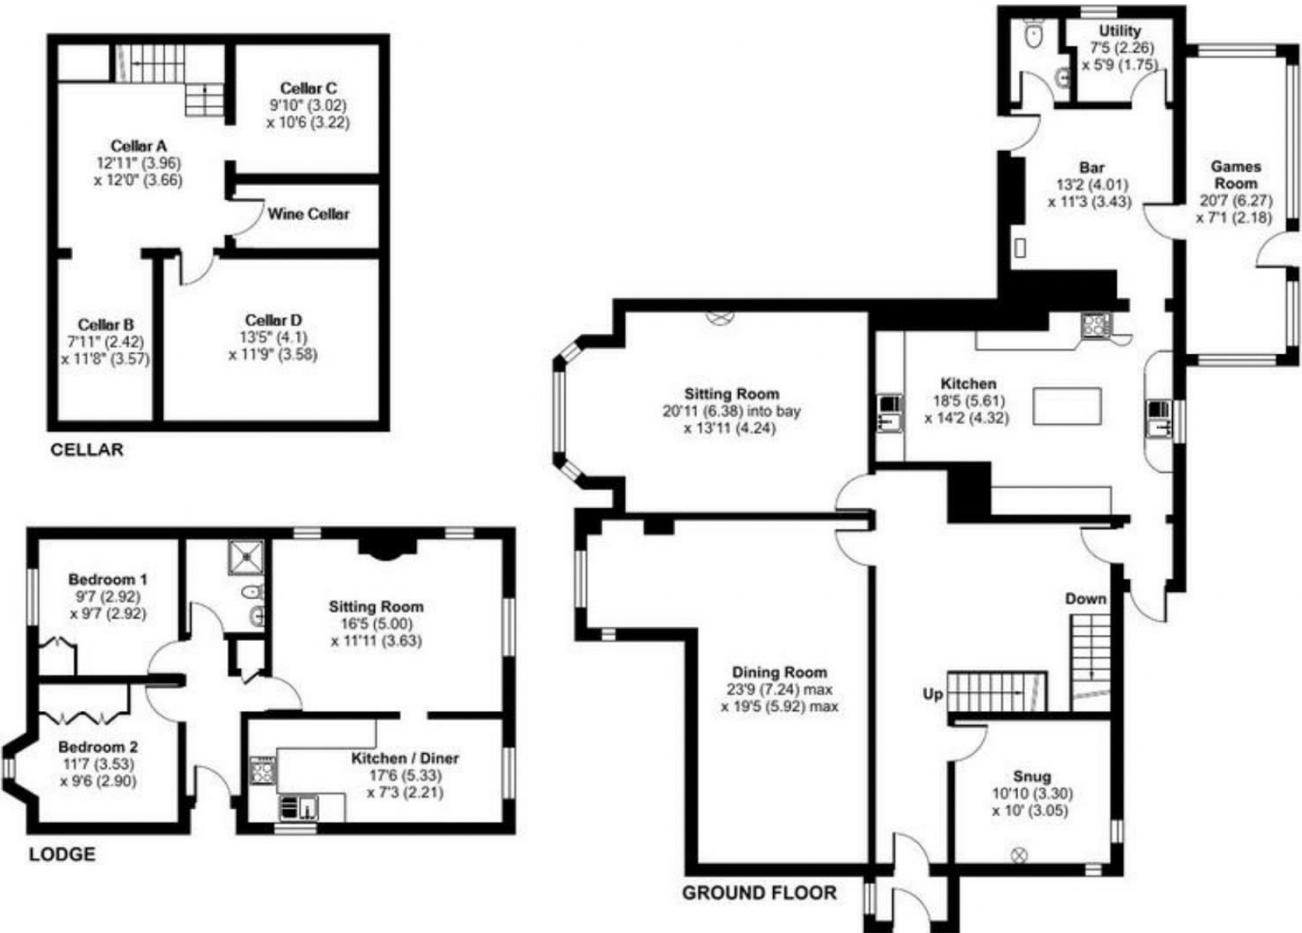 Cellar C
9'10" (3.02)
x 10'6 (3.22)
Cellar A
12'11" (3.96)
x 12'0" (3.66)
Wine Cellar
Cellar B
7'11" (2.42)
x 11'8" (3.57)
Cellar D
13'5" (4.1)
x 11'9" (3.58)
CELLAR
Utility
7'5 (2.26)
x 5'9 (1.75)
Bar
13'2 (4.01)
x 11'3 (3.43)
Games
Room
20'7 (6.27)
x 7'1 (2.18)
Sitting Room
20'11 (6.38) into bay
x 13'11 (4.24)
Kitchen
18'5 (5.61)
x 14'2 (4.32)
Dining Room
23'9 (7.24) max
x 19'5 (5.92) max
Down
Up
Snug
10'10 (3.30)
x 10' (3.05)
GROUND FLOOR
Bedroom 1
9'7 (2.92)
x 9'7 (2.92)
Sitting Room
16'5 (5.00)
x 11'11 (3.63)
Bedroom 2
11'7 (3.53)
x 9'6 (2.90)
Kitchen / Diner
17'6 (5.33)
x 7'3 (2.21)
LODGE